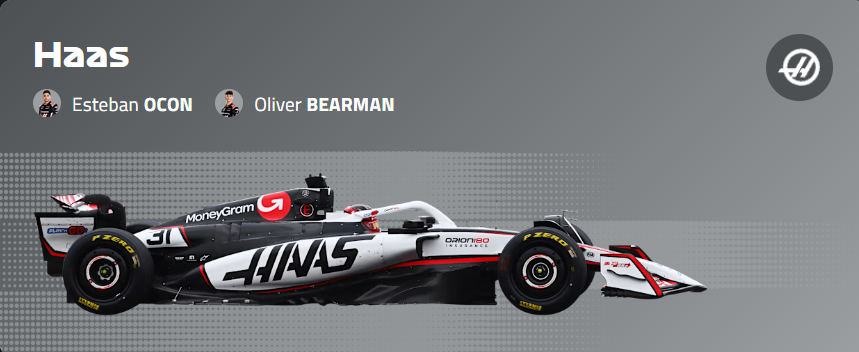 Haas
Esteban OCON
Oliver BEARMAN
MoneyGram
31
HAAS
ORION180
INSURANCE
P ZERO
P ZERO